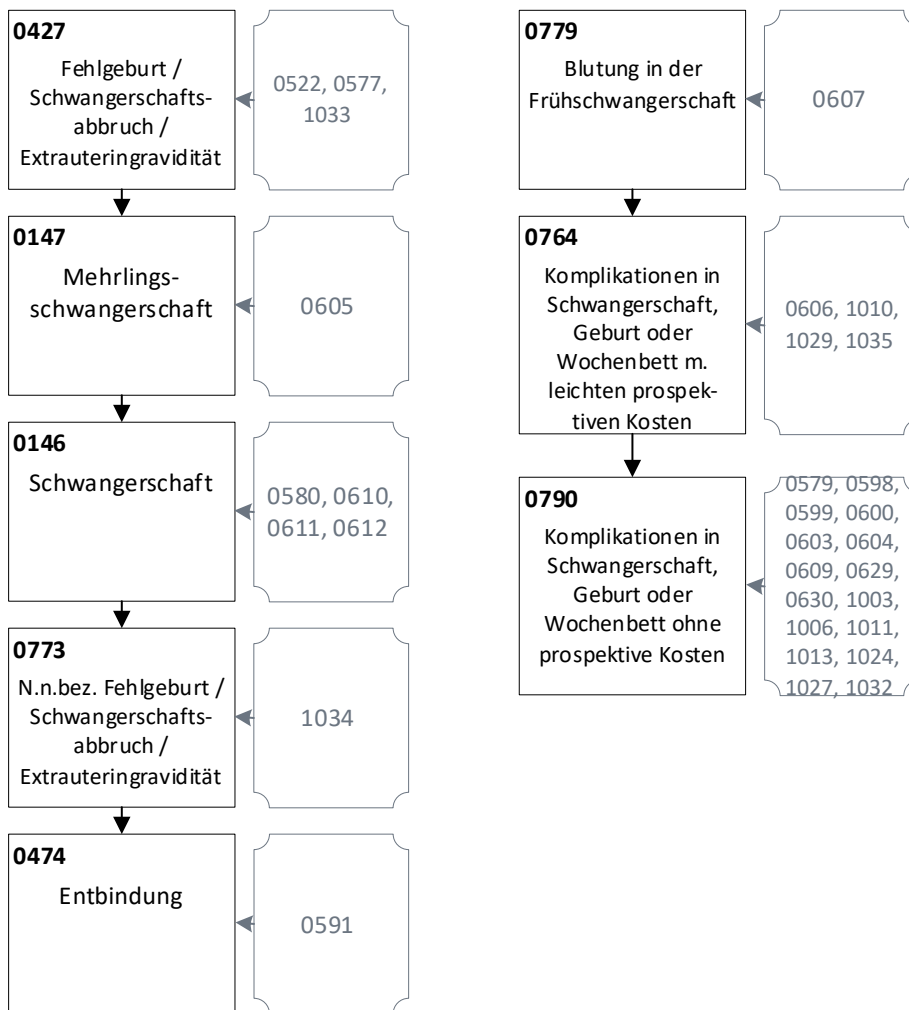 0427
Fehlgeburt /
Schwangerschafts-
abbruch /
Extrauteringravidität
0522, 0577,
1033
0147
Mehrlings-
schwangerschaft
0605
0146
Schwangerschaft
0580, 0610,
0611, 0612
0773
N.n.bez. Fehlgeburt /
Schwangerschafts-
abbruch /
Extrauteringravidität
1034
0474
Entbindung
0591
0779
Blutung in der
Frühschwangerschaft
0607
0764
Komplikationen in
Schwangerschaft,
Geburt oder
Wochenbett m.
leichten prospek-
tiven Kosten
0606, 1010,
1029, 1035
0790
Komplikationen in
Schwangerschaft,
Geburt oder
Wochenbett ohne
prospektive Kosten
0579, 0598,
0599, 0600,
0603, 0604,
0609, 0629,
0630, 1003,
1006, 1011,
1013, 1024,
1027, 1032